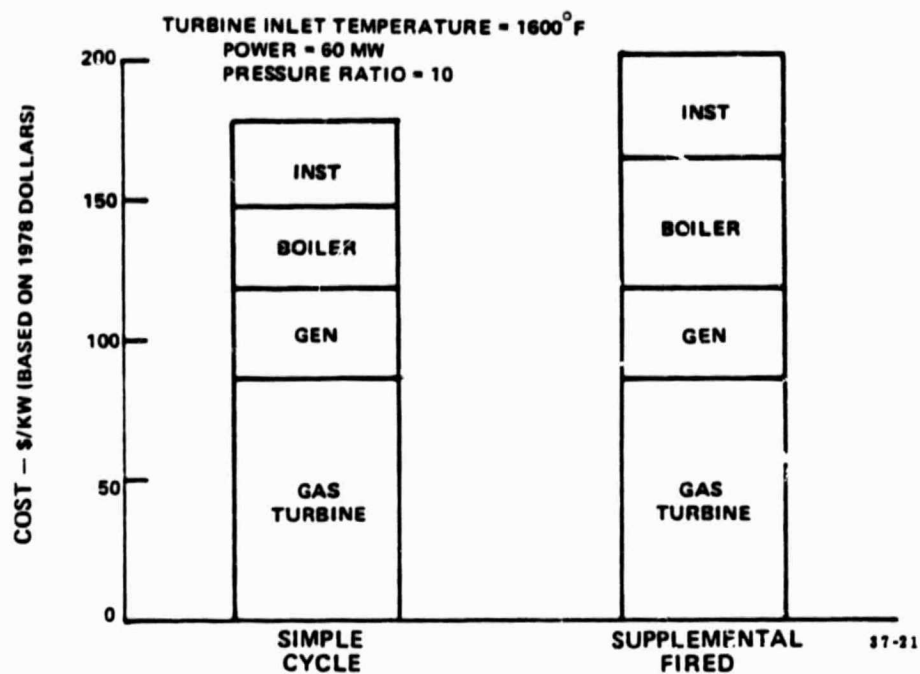 TURBINE INLET TEMPERATURE = 1600°F
POWER = 60 MW
PRESSURE RATIO = 10
COST — $/KW (BASED ON 1978 DOLLARS)
200
150
100
50
0
INST
BOILER
GEN
GAS
TURBINE
INST
BOILER
GEN
GAS
TURBINE
SIMPLE
CYCLE
SUPPLEMENTAL
FIRED
37-21